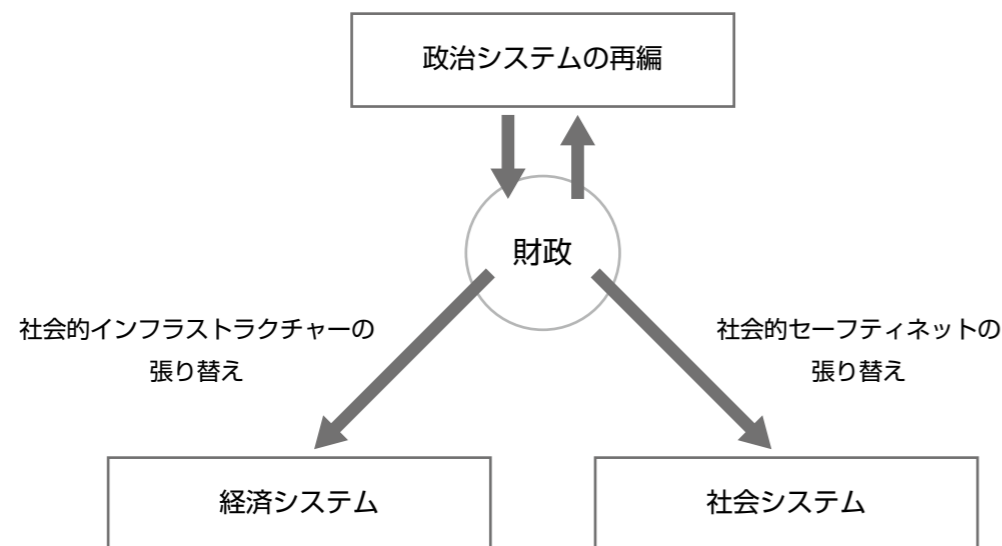 政治システムの再編
財政
社会的インフラストラクチャーの
張り替え
社会的セーフティネットの
張り替え
経済システム
社会システム